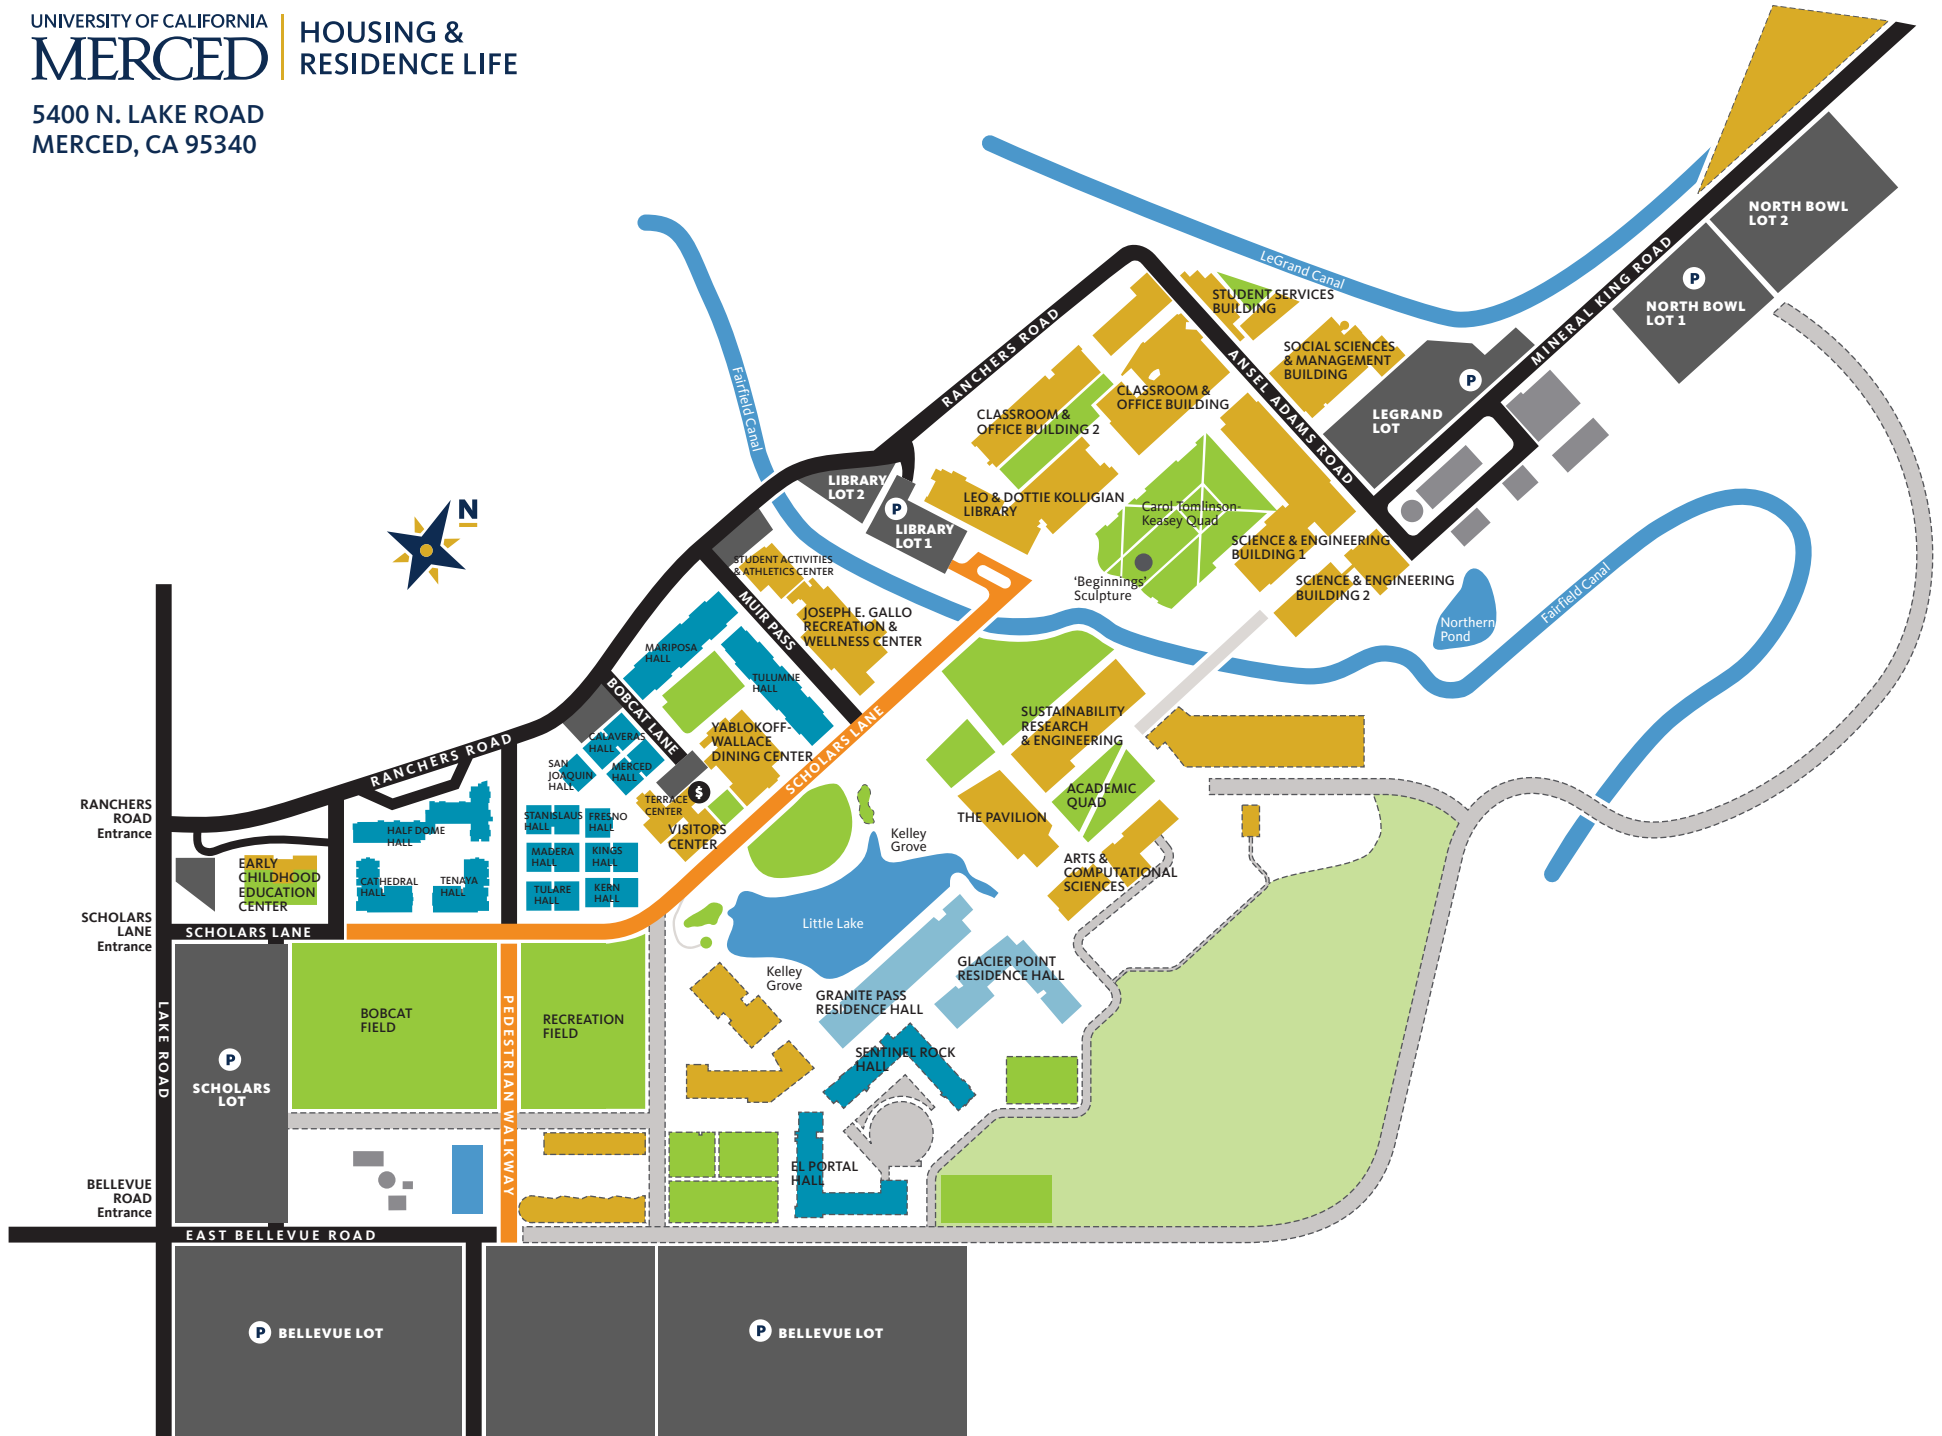 UNIVERSITY OF CALIFORNIA
MERCED
HOUSING &
RESIDENCE LIFE
5400 N. LAKE ROAD
MERCED, CA 95340
N
NORTH BOWL
LOT 2
P
NORTH BOWL
LOT 1
MINERAL KING ROAD
LeGrand Canal
STUDENT SERVICES
BUILDING
SOCIAL SCIENCES
& MANAGEMENT
BUILDING
P
LEGRAND
LOT
ANSEL ADAMS ROAD
RANCHERS ROAD
CLASSROOM &
OFFICE BUILDING
CLASSROOM &
OFFICE BUILDING 2
Fairfield Canal
LIBRARY
LOT 2
P
LIBRARY
LOT 1
LEO & DOTTIE KOLLIGIAN
LIBRARY
Carol Tomlinson-
Keasey Quad
'Beginnings'
Sculpture
SCIENCE & ENGINEERING
BUILDING 1
SCIENCE & ENGINEERING
BUILDING 2
Northern
Pond
Fairfield Canal
STUDENT ACTIVITIES
& ATHLETICS CENTER
MUIR PASS
JOSEPH E. GALLO
RECREATION &
WELLNESS CENTER
MARIPOSA
HALL
TULUMNE
HALL
BOBCAT LANE
YABLOKOFF-
WALLACE
DINING CENTER
SCHOLARS LANE
CALAVERAS
HALL
SAN
JOAQUIN
HALL
MERCED
HALL
$
TERRACE
CENTER
VISITORS
CENTER
STANISLAUS
HALL
FRESNO
HALL
MADERA
HALL
KINGS
HALL
TULARE
HALL
KERN
HALL
RANCHERS ROAD
RANCHERS
ROAD
Entrance
HALF DOME
HALL
CATHEDRAL
HALL
TENAYA
HALL
EARLY
CHILDHOOD
EDUCATION
CENTER
SCHOLARS
LANE
Entrance
SCHOLARS LANE
SUSTAINABILITY
RESEARCH
& ENGINEERING
ACADEMIC
QUAD
THE PAVILION
ARTS &
COMPUTATIONAL
SCIENCES
Kelley
Grove
Little Lake
Kelley
Grove
GLACIER POINT
RESIDENCE HALL
GRANITE PASS
RESIDENCE HALL
SENTINEL ROCK
HALL
EL PORTAL
HALL
LAKE ROAD
P
SCHOLARS
LOT
BOBCAT
FIELD
PEDESTRIAN WALKWAY
RECREATION
FIELD
BELLEVUE
ROAD
Entrance
EAST BELLEVUE ROAD
P BELLEVUE LOT
P BELLEVUE LOT